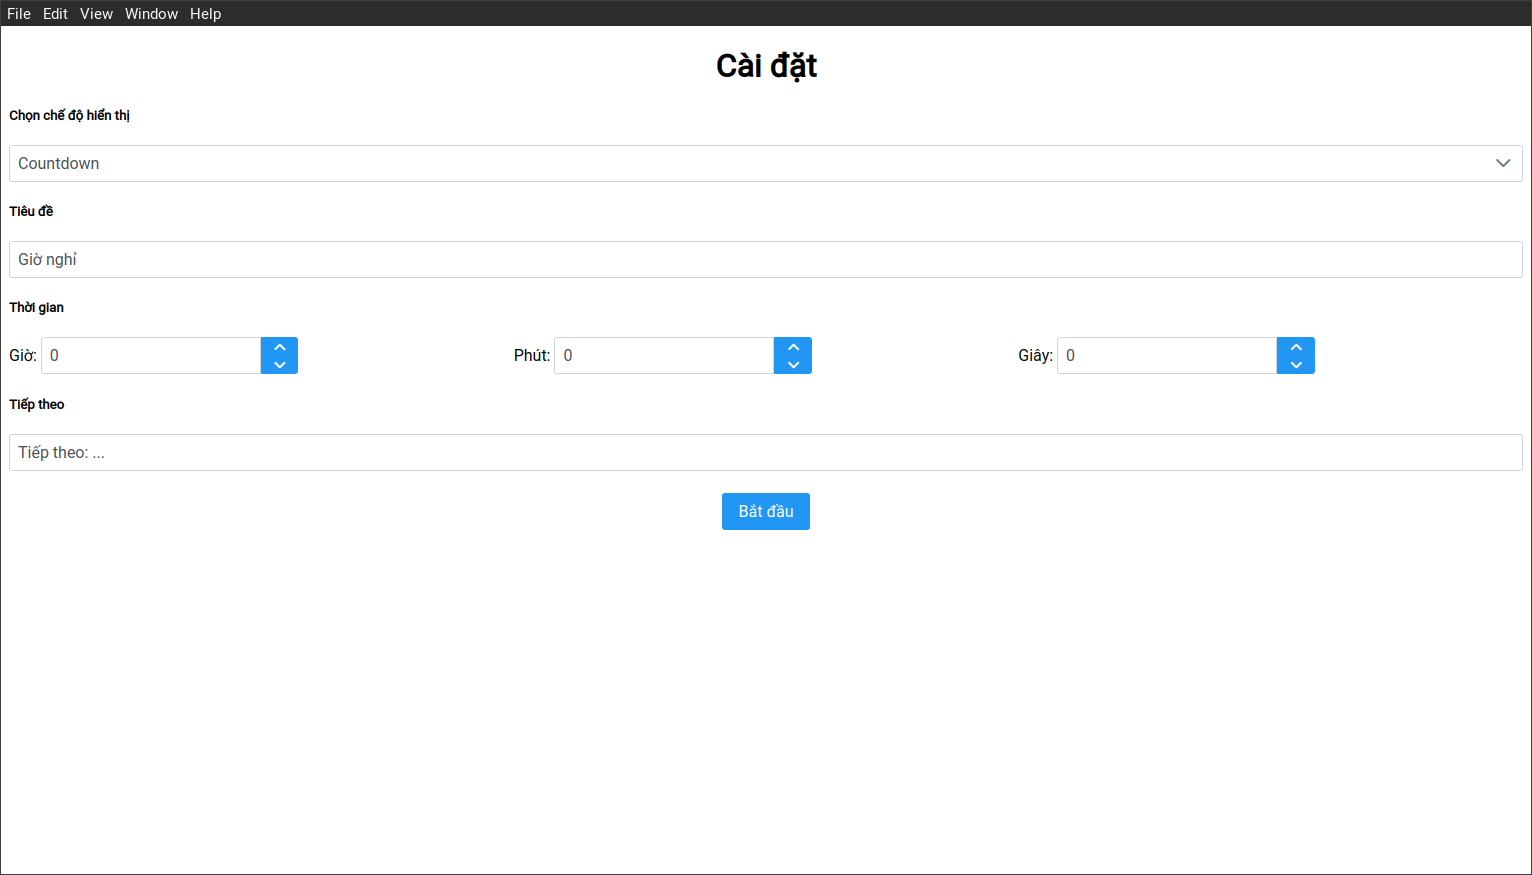 File Edit View Window Help
Cài đặt
Chọn chế độ hiển thị
Countdown
Tiêu đề
Giờ nghỉ
Thời gian
Giờ: 0 Phút: 0 Giây: 0
Tiếp theo
Tiếp theo: ...
Bắt đầu